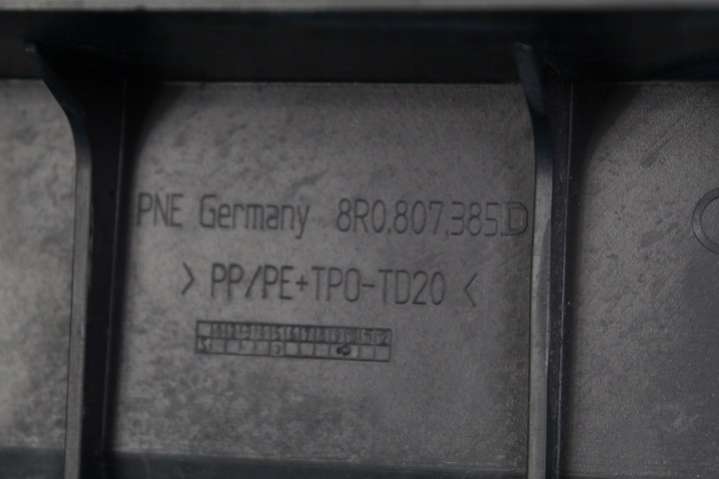 PNE Germany 8R0.807.385.D
> PP/PE+TPO-TD20 <